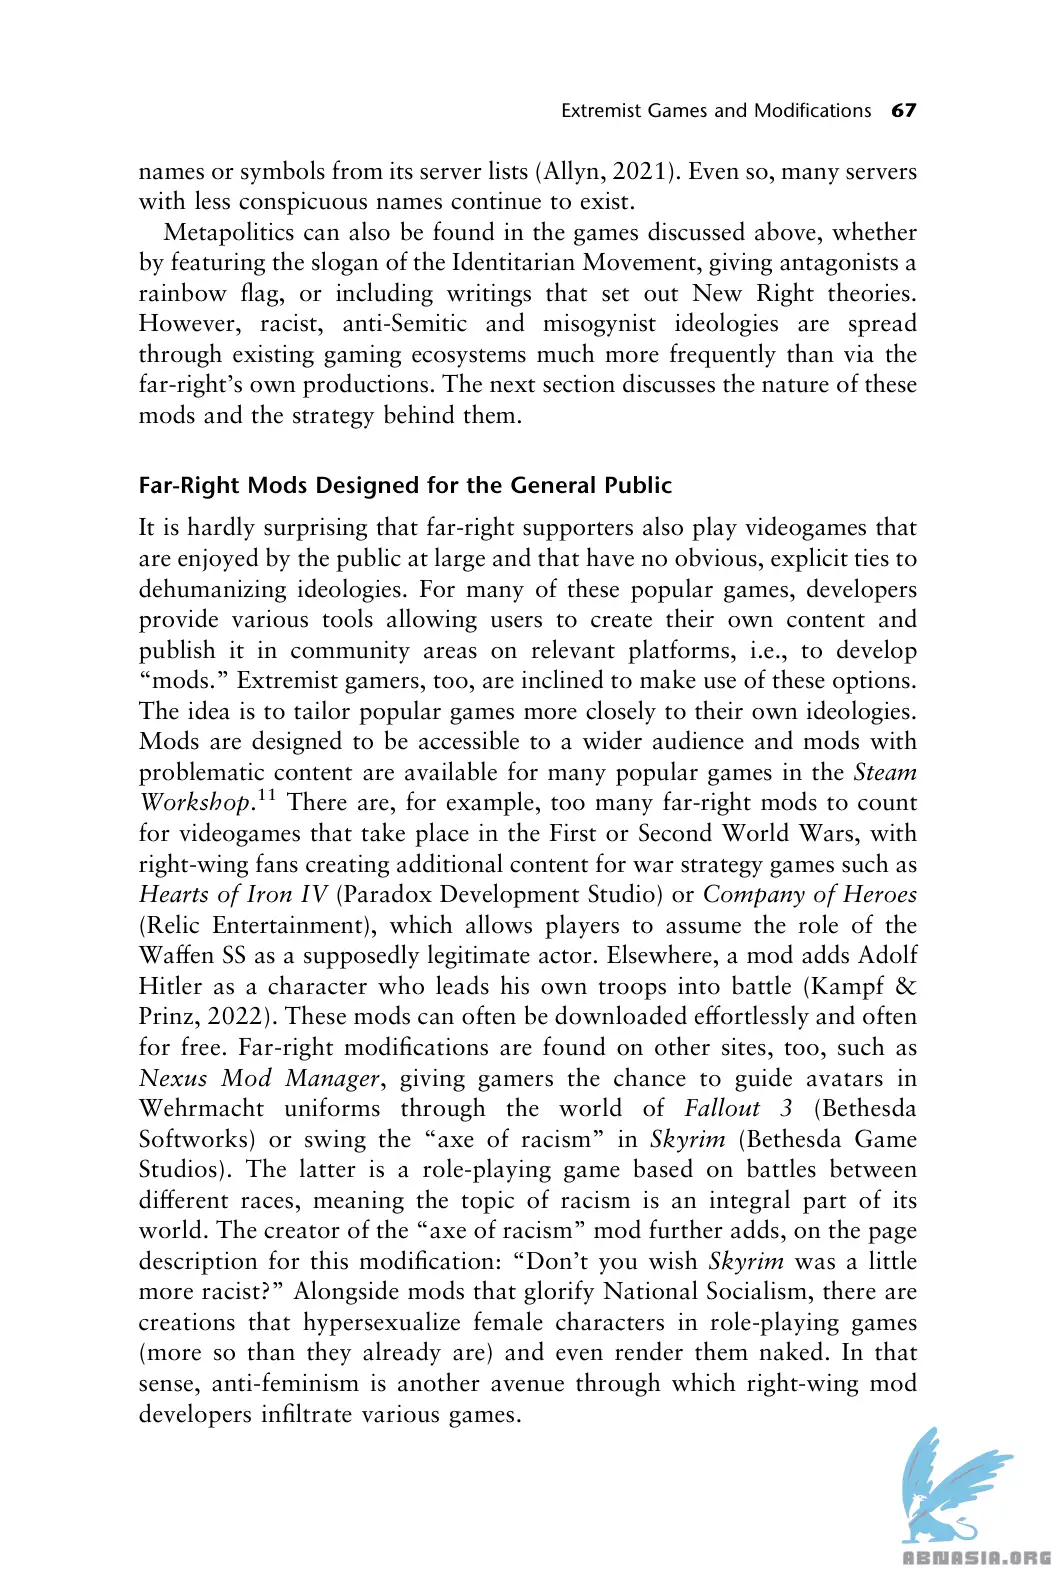 Extremist Games and Modifications 67
names or symbols from its server lists (Allyn, 2021). Even so, many servers
with less conspicuous names continue to exist.
Metapolitics can also be found in the games discussed above, whether
by featuring the slogan of the Identitarian Movement, giving antagonists a
rainbow flag, or including writings that set out New Right theories.
However, racist, anti-Semitic and misogynist ideologies are spread
through existing gaming ecosystems much more frequently than via the
far-right’s own productions. The next section discusses the nature of these
mods and the strategy behind them.
Far-Right Mods Designed for the General Public
It is hardly surprising that far-right supporters also play videogames that
are enjoyed by the public at large and that have no obvious, explicit ties to
dehumanizing ideologies. For many of these popular games, developers
provide various tools allowing users to create their own content and
publish it in community areas on relevant platforms, i.e., to develop
“mods.” Extremist gamers, too, are inclined to make use of these options.
The idea is to tailor popular games more closely to their own ideologies.
Mods are designed to be accessible to a wider audience and mods with
problematic content are available for many popular games in the Steam
Workshop.11 There are, for example, too many far-right mods to count
for videogames that take place in the First or Second World Wars, with
right-wing fans creating additional content for war strategy games such as
Hearts of Iron IV (Paradox Development Studio) or Company of Heroes
(Relic Entertainment), which allows players to assume the role of the
Waffen SS as a supposedly legitimate actor. Elsewhere, a mod adds Adolf
Hitler as a character who leads his own troops into battle (Kampf &
Prinz, 2022). These mods can often be downloaded effortlessly and often
for free. Far-right modifications are found on other sites, too, such as
Nexus Mod Manager, giving gamers the chance to guide avatars in
Wehrmacht uniforms through the world of Fallout 3 (Bethesda
Softworks) or swing the “axe of racism” in Skyrim (Bethesda Game
Studios). The latter is a role-playing game based on battles between
different races, meaning the topic of racism is an integral part of its
world. The creator of the “axe of racism” mod further adds, on the page
description for this modification: “Don’t you wish Skyrim was a little
more racist?” Alongside mods that glorify National Socialism, there are
creations that hypersexualize female characters in role-playing games
(more so than they already are) and even render them naked. In that
sense, anti-feminism is another avenue through which right-wing mod
developers infiltrate various games.
ABNASIA.ORG